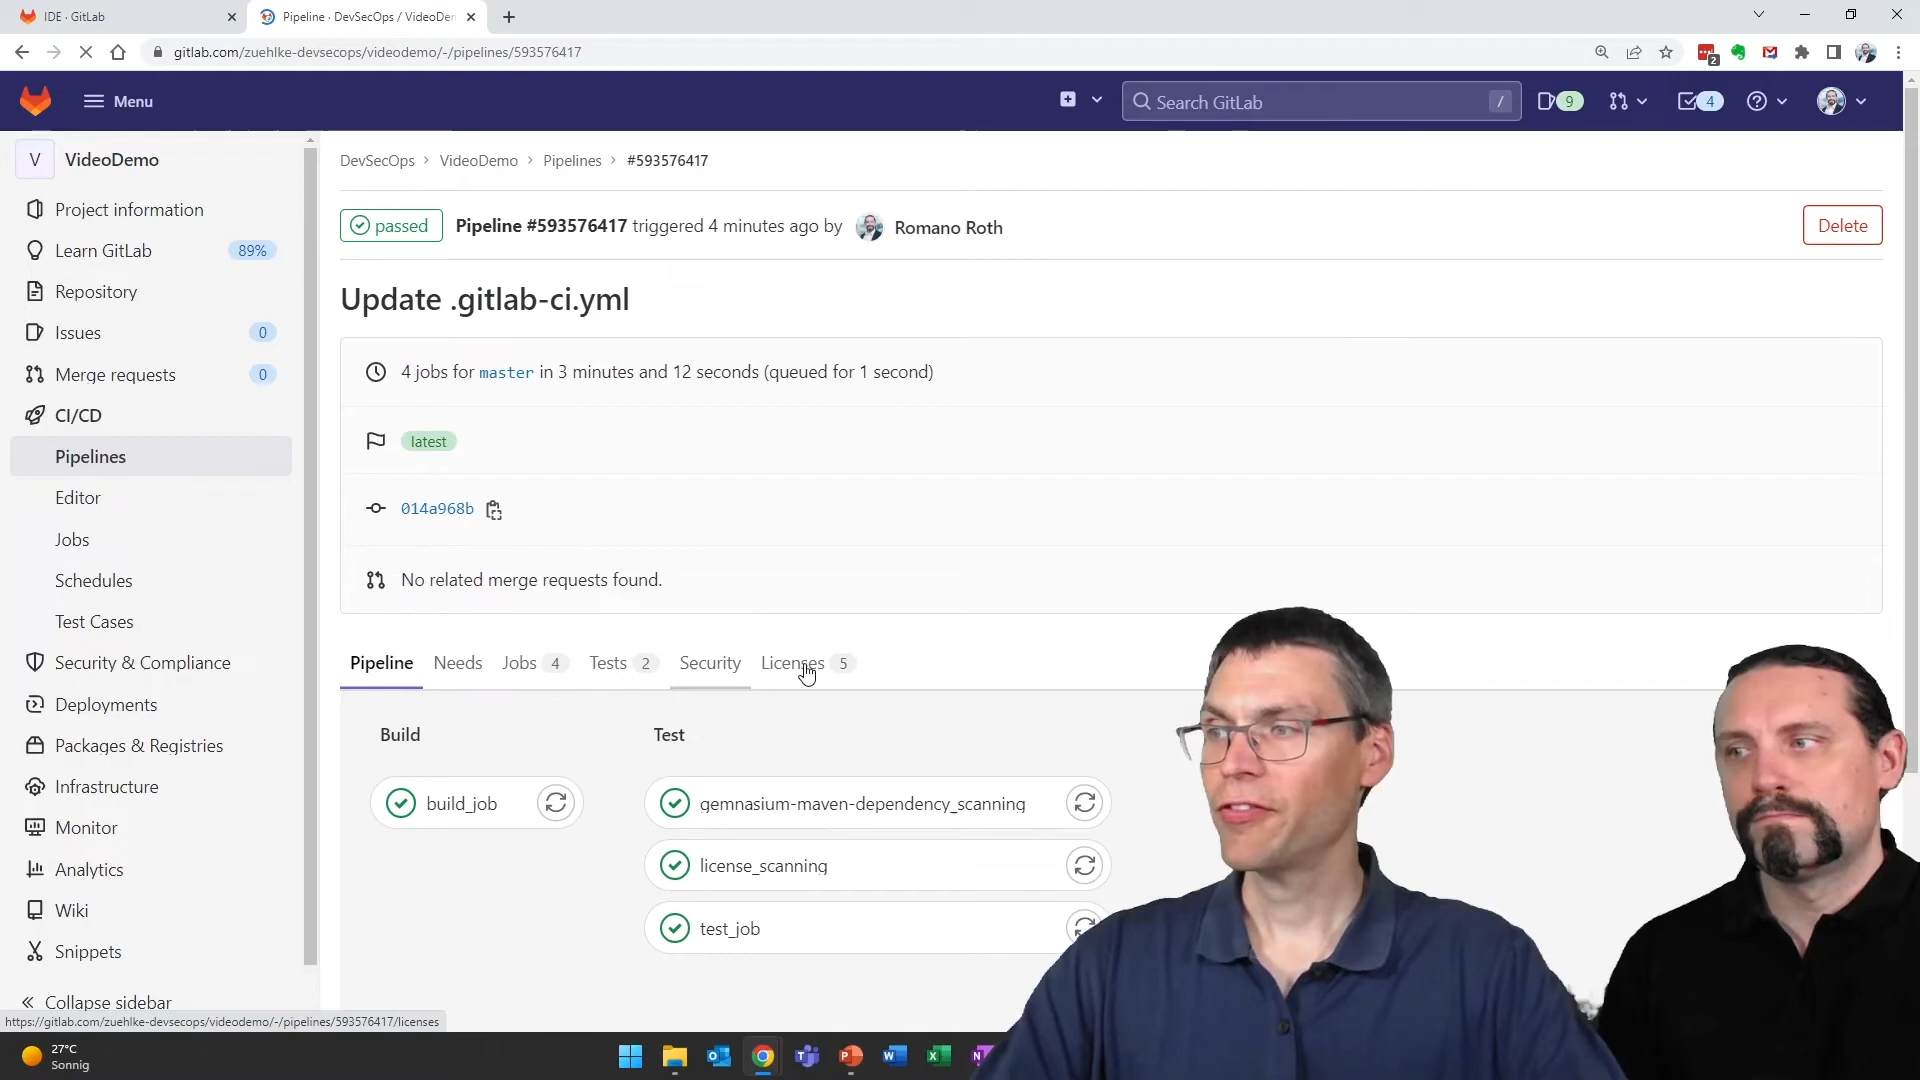 IDE · GitLab
Pipeline · DevSecOps / VideoDem
gitlab.com/zuehlke-devsecops/videodemo/-/pipelines/593576417
2
Menu
Search GitLab
/
9
4
V
VideoDemo
Project information
Learn GitLab
89%
Repository
Issues
0
Merge requests
0
CI/CD
Pipelines
Editor
Jobs
Schedules
Test Cases
Security & Compliance
Deployments
Packages & Registries
Infrastructure
Monitor
Analytics
Wiki
Snippets
Collapse sidebar
DevSecOps > VideoDemo > Pipelines > #593576417
passed
Pipeline #593576417 triggered 4 minutes ago by Romano Roth
Delete
Update .gitlab-ci.yml
4 jobs for master in 3 minutes and 12 seconds (queued for 1 second)
latest
014a968b
No related merge requests found.
Pipeline Needs Jobs 4 Tests 2 Security Licenses 5
Build
Test
build_job
gemnasium-maven-dependency_scanning
license_scanning
test_job
https://gitlab.com/zuehlke-devsecops/videodemo/-/pipelines/593576417/licenses
27°C
Sonnig